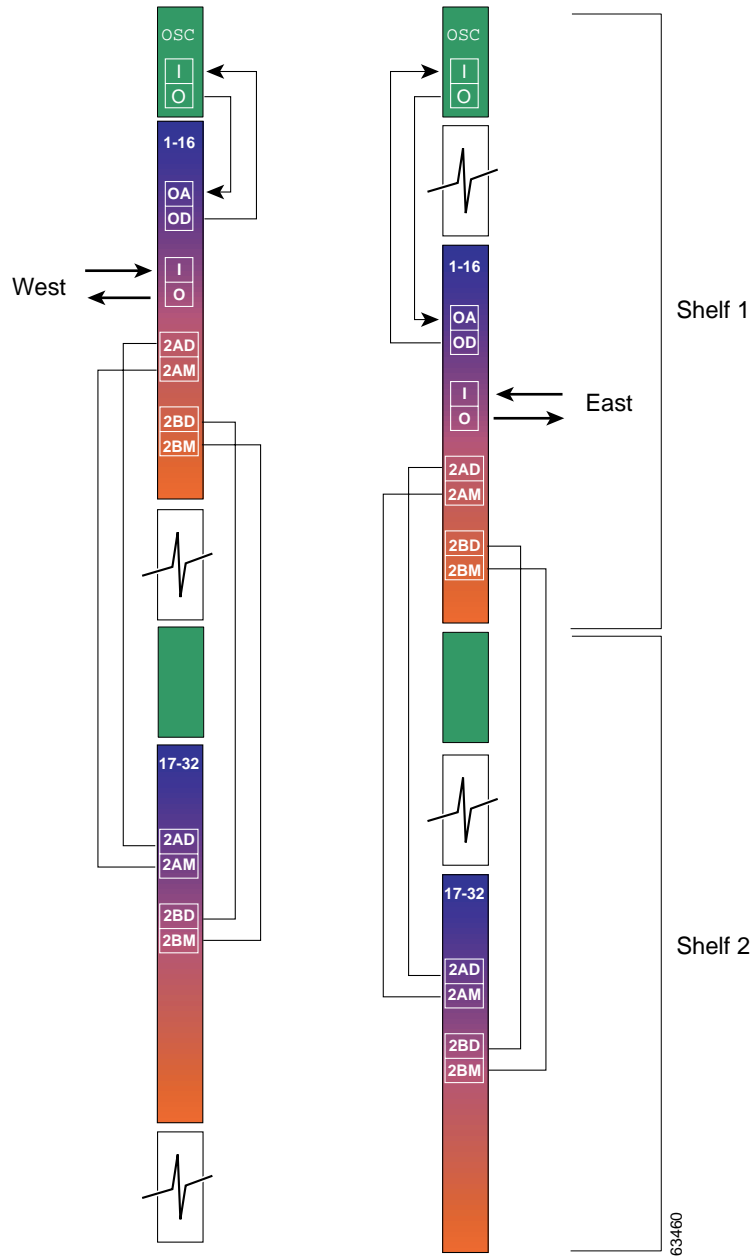 OSC
I
O
1-16
OA
OD
I
O
West
2AD
2AM
2BD
2BM
17-32
2AD
2AM
2BD
2BM
OSC
I
O
1-16
OA
OD
I
O
East
2AD
2AM
2BD
2BM
17-32
2AD
2AM
2BD
2BM
Shelf 1
Shelf 2
63460